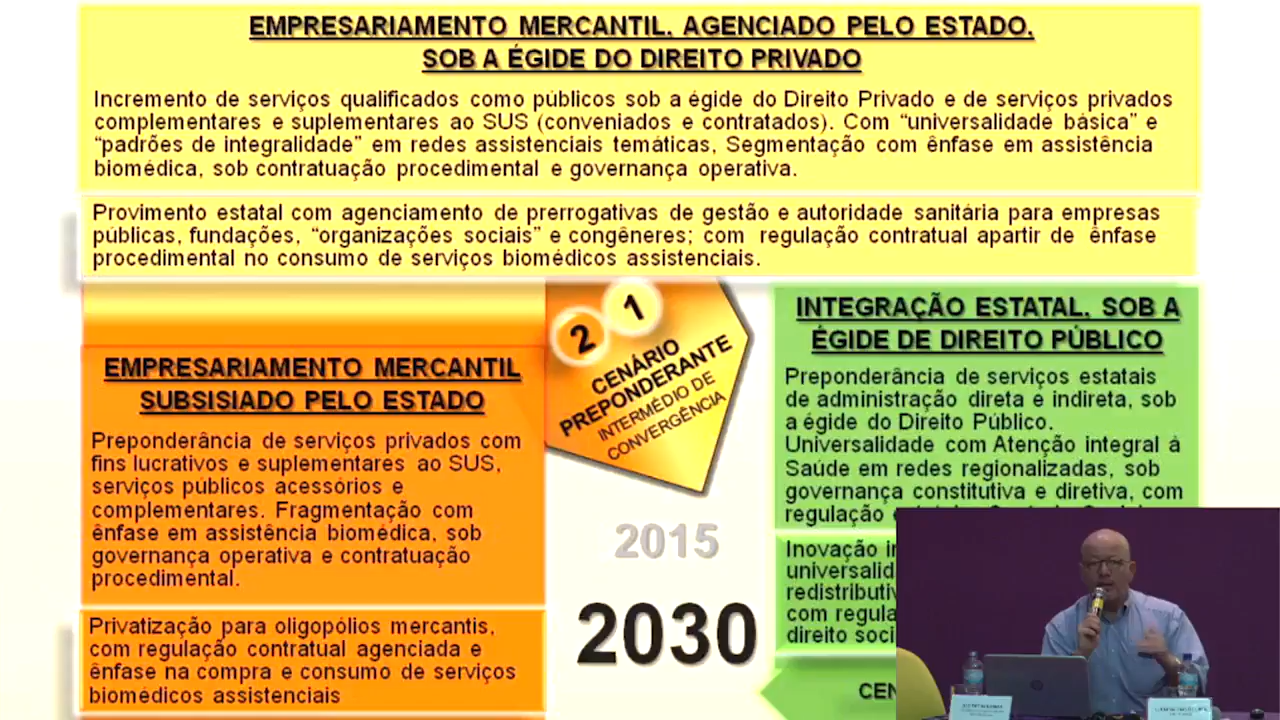 EMPRESARIAMENTO MERCANTIL, AGENCIADO PELO ESTADO,
SOB A ÉGIDE DO DIREITO PRIVADO
Incremento de serviços qualificados como públicos sob a égide do Direito Privado e de serviços privados
complementares e suplementares ao SUS (conveniados e contratados). Com “universalidade básica” e
“padrões de integralidade” em redes assistenciais temáticas, Segmentação com ênfase em assistência
biomédica, sob contratuação procedimental e governança operativa.
Provimento estatal com agenciamento de prerrogativas de gestão e autoridade sanitária para empresas
públicas, fundações, “organizações sociais” e congêneres; com regulação contratual apartir de ênfase
procedimental no consumo de serviços biomédicos assistenciais.
EMPRESARIAMENTO MERCANTIL
SUBSISIADO PELO ESTADO
Preponderância de serviços privados com
fins lucrativos e suplementares ao SUS,
serviços públicos acessórios e
complementares. Fragmentação com
ênfase em assistência biomédica, sob
governança operativa e contratuação
procedimental.
Privatização para oligopólios mercantis,
com regulação contratual agenciada e
ênfase na compra e consumo de serviços
biomédicos assistenciais
2 1
CENÁRIO
PREPONDERANTE
INTERMÉDIO DE
CONVERGÊNCIA
2015
2030
INTEGRAÇÃO ESTATAL, SOB A
ÉGIDE DE DIREITO PÚBLICO
Preponderância de serviços estatais
de administração direta e indireta, sob
a égide do Direito Público.
Universalidade com Atenção integral à
Saúde em redes regionalizadas, sob
governança constitutiva e diretiva, com
regulação
Inovação
com